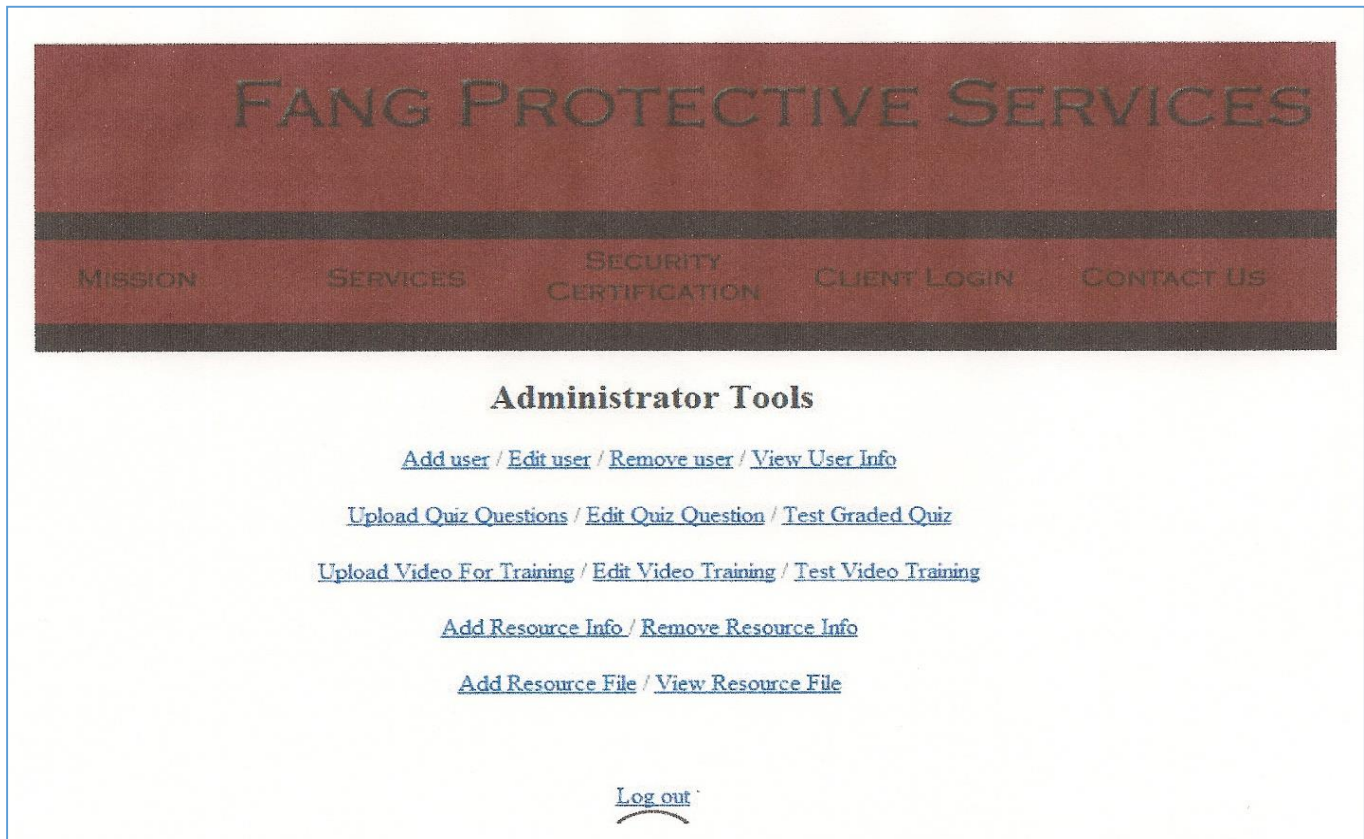 FANG PROTECTIVE SERVICES
MISSION
SERVICES
SECURITY
CERTIFICATION
CLIENT LOGIN
CONTACT US
Administrator Tools
Add user / Edit user / Remove user / View User Info
Upload Quiz Questions / Edit Quiz Question / Test Graded Quiz
Upload Video For Training / Edit Video Training / Test Video Training
Add Resource Info / Remove Resource Info
Add Resource File / View Resource File
Log out